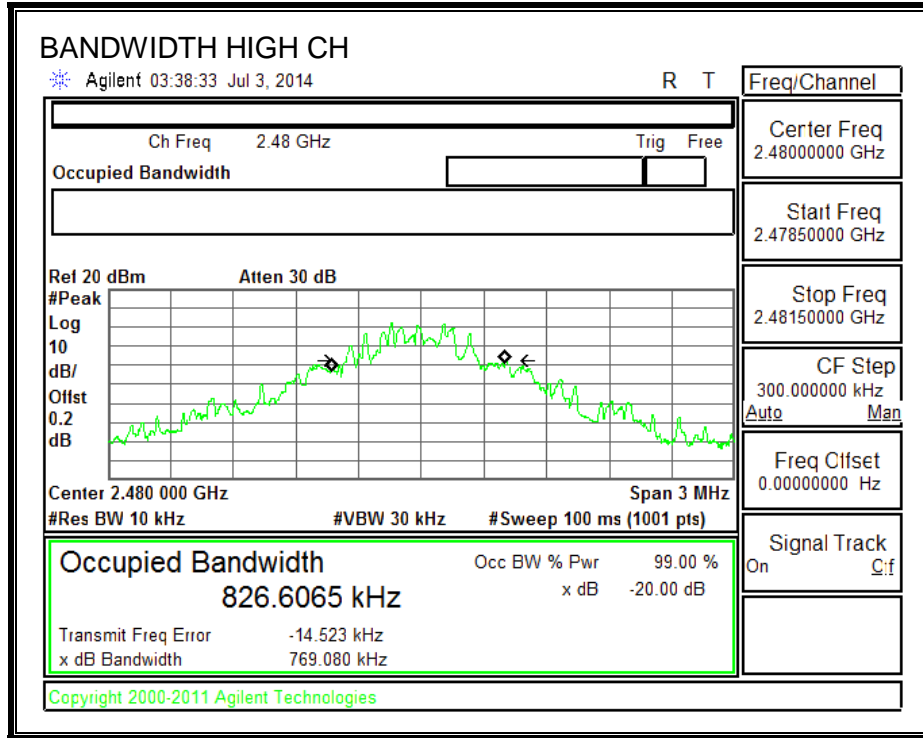 BANDWIDTH HIGH CH
Agilent 03:38:33 Jul 3, 2014 R T
Freq/Channel
Ch Freq 2.48 GHz Trig Free
Occupied Bandwidth
Center Freq
2.48000000 GHz
Start Freq
2.47850000 GHz
Stop Freq
2.48150000 GHz
CF Step
300.000000 kHz
Auto Man
Freq Offset
0.00000000 Hz
Signal Track
On Off
Ref 20 dBm Atten 30 dB
#Peak
Log
10
dB/
Offst
0.2
dB
Center 2.480 000 GHz Span 3 MHz
#Res BW 10 kHz #VBW 30 kHz #Sweep 100 ms (1001 pts)
Occupied Bandwidth
826.6065 kHz
Occ BW % Pwr 99.00 %
x dB -20.00 dB
Transmit Freq Error -14.523 kHz
x dB Bandwidth 769.080 kHz
Copyright 2000-2011 Agilent Technologies